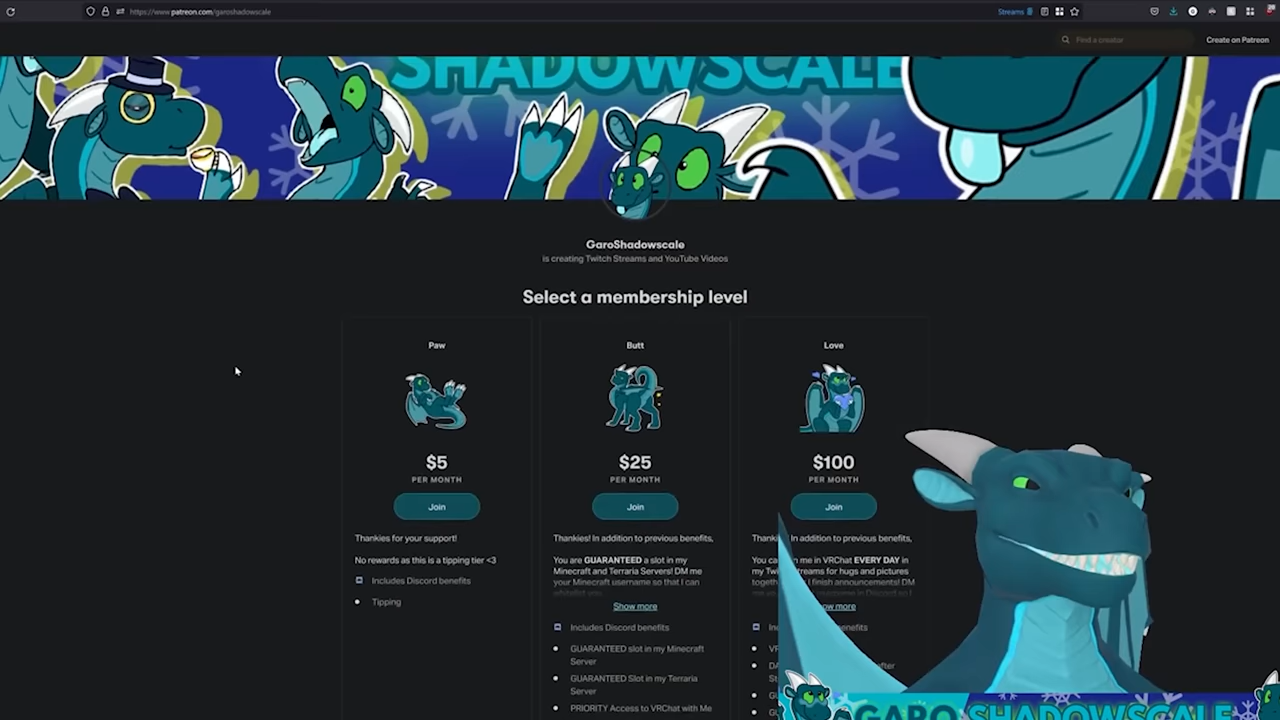 https://www.patreon.com/garoshadowscale
Streams
Find a creator
Create on Patreon
SHADOWSCALE
GaroShadowscale
is creating Twitch Streams and YouTube Videos
Select a membership level
Paw
$5
PER MONTH
Join
Thankies for your support!
No rewards as this is a tipping tier <3
Includes Discord benefits
Tipping
Butt
$25
PER MONTH
Join
Thankies! In addition to previous benefits,
You are GUARANTEED a slot in my
Minecraft and Terraria Servers! DM me
your Minecraft username so that I can
whitelist you
Show more
Includes Discord benefits
GUARANTEED slot in my Minecraft
Server
GUARANTEED Slot in my Terraria
Server
PRIORITY Access to VRChat with Me
Love
$100
PER MONTH
Join
In addition to previous benefits,
me in VRChat EVERY DAY in
my streams for hugs and pictures
I finish announcements! DM
more
GARO SHADOWSCALE